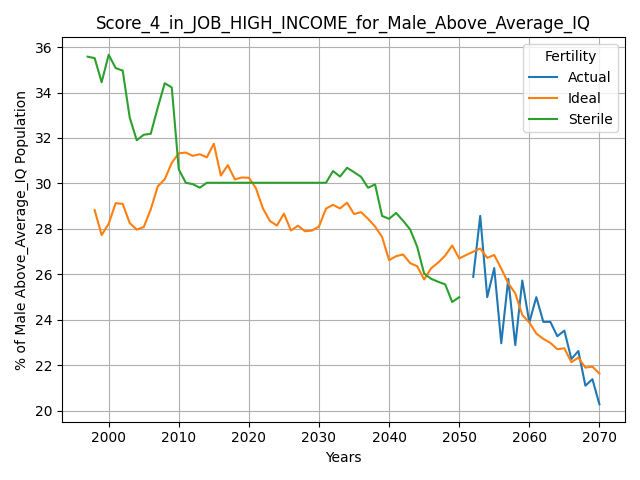 Score_4_in_JOB_HIGH_INCOME_for_Male_Above_Average_IQ
% of Male Above_Average_IQ Population
36
34
32
30
28
26
24
22
20
Fertility
Actual
Ideal
Sterile
2000 2010 2020 2030 2040 2050 2060 2070
Years